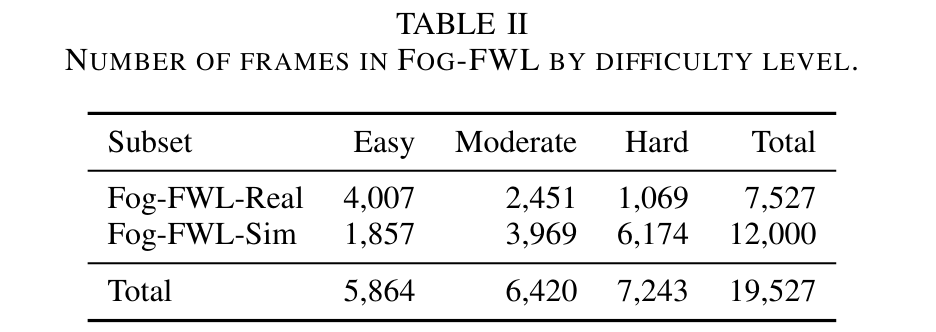 TABLE II
NUMBER OF FRAMES IN FOG-FWL BY DIFFICULTY LEVEL.
Subset Easy Moderate Hard Total
Fog-FWL-Real 4,007 2,451 1,069 7,527
Fog-FWL-Sim 1,857 3,969 6,174 12,000
Total 5,864 6,420 7,243 19,527